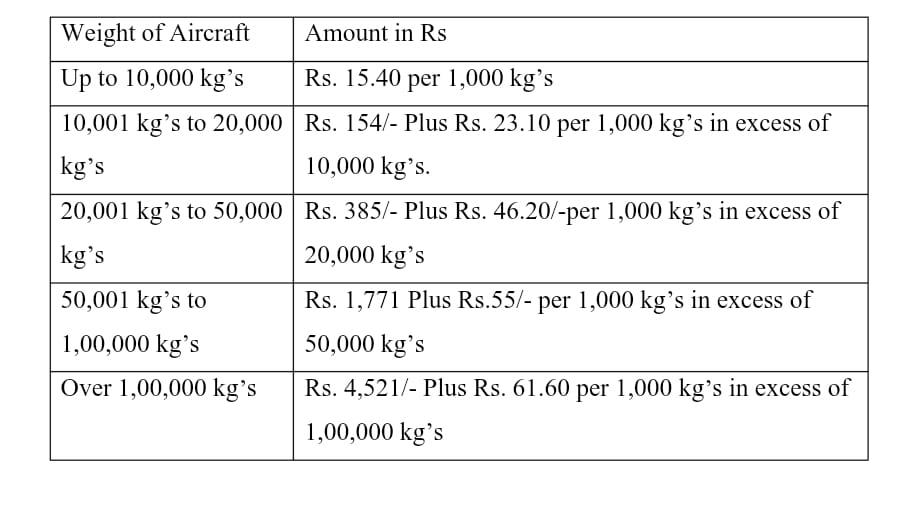 Weight of Aircraft
Amount in Rs
Up to 10,000 kg’s
Rs. 15.40 per 1,000 kg’s
10,001 kg’s to 20,000
kg’s
Rs. 154/- Plus Rs. 23.10 per 1,000 kg’s in excess of
10,000 kg’s.
20,001 kg’s to 50,000
kg’s
Rs. 385/- Plus Rs. 46.20/-per 1,000 kg’s in excess of
20,000 kg’s
50,001 kg’s to
1,00,000 kg’s
Rs. 1,771 Plus Rs.55/- per 1,000 kg’s in excess of
50,000 kg’s
Over 1,00,000 kg’s
Rs. 4,521/- Plus Rs. 61.60 per 1,000 kg’s in excess of
1,00,000 kg’s